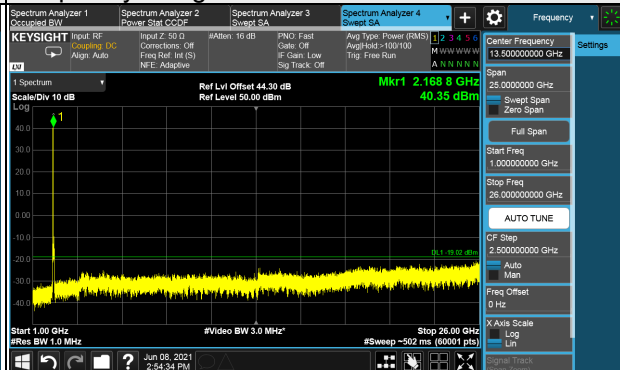 Spectrum Analyzer 1
Occupied BW
Spectrum Analyzer 2
Power Stat CCDF
Spectrum Analyzer 3
Swept SA
Spectrum Analyzer 4
Swept SA
Frequency
KEYSIGHT
Input: RF
Coupling: DC
Align: Auto
Input Z: 50 Ω
Corrections: Off
Freq Ref: Int (S)
NFE: Adaptive
#Atten: 16 dB
PNO: Fast
Gate: Off
IF Gain: Low
Sig Track: Off
Avg Type: Power (RMS)
Avg|Hold:>100/100
Trig: Free Run
1 2 3 4 5 6
M W W W W W
A N N N N N
LXI
1 Spectrum
Scale/Div 10 dB
Log
Ref Lvl Offset 44.30 dB
Ref Level 50.00 dBm
Mkr1 2.168 8 GHz
40.35 dBm
1
40.0
30.0
20.0
10.0
0.00
-10.0
-20.0
-30.0
-40.0
DL1 -19.02 dBm
Start 1.00 GHz
#Res BW 1.0 MHz
#Video BW 3.0 MHz*
Stop 26.00 GHz
#Sweep ~502 ms (60001 pts)
Jun 08, 2021
2:54:34 PM
Center Frequency
13.50000000 GHz
Settings
Span
25.0000000 GHz
Swept Span
Zero Span
Full Span
Start Freq
1.000000000 GHz
Stop Freq
26.000000000 GHz
AUTO TUNE
CF Step
2.500000000 GHz
Auto
Man
Freq Offset
0 Hz
X Axis Scale
Log
Lin
Signal Track